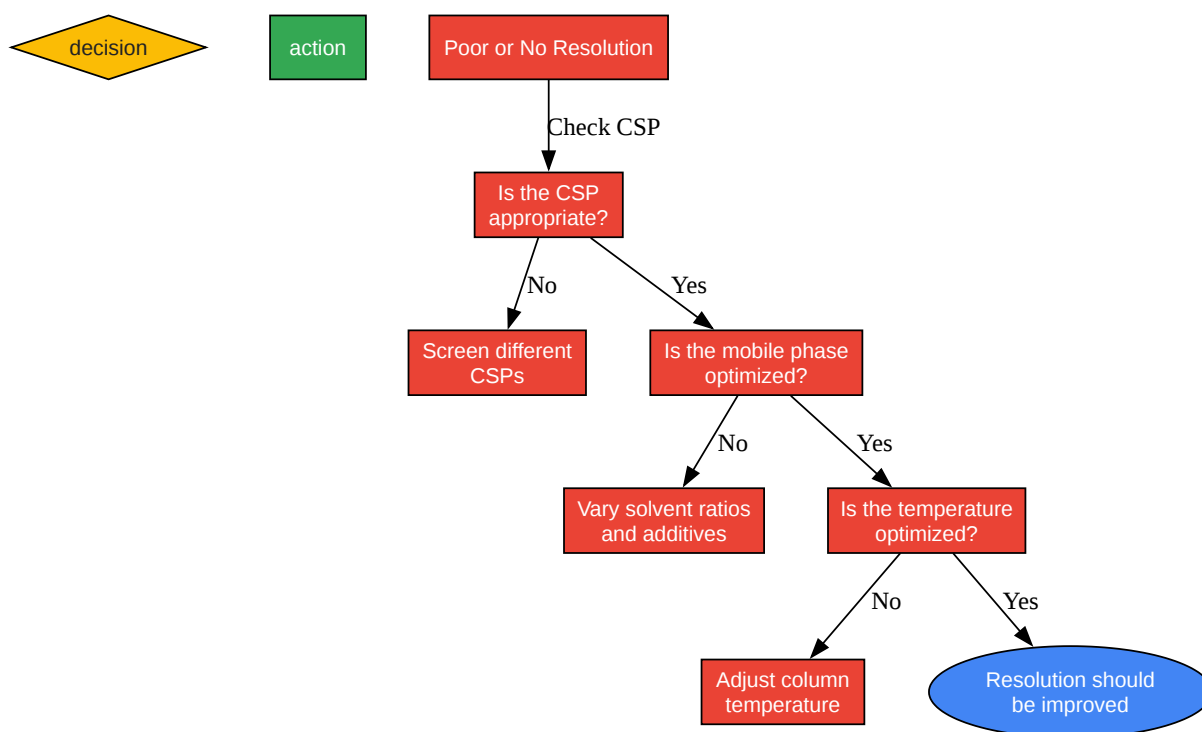 decision
action
Poor or No Resolution
Check CSP
Is the CSP
appropriate?
No
Yes
Screen different
CSPs
Is the mobile phase
optimized?
No
Yes
Vary solvent ratios
and additives
Is the temperature
optimized?
No
Yes
Adjust column
temperature
Resolution should
be improved